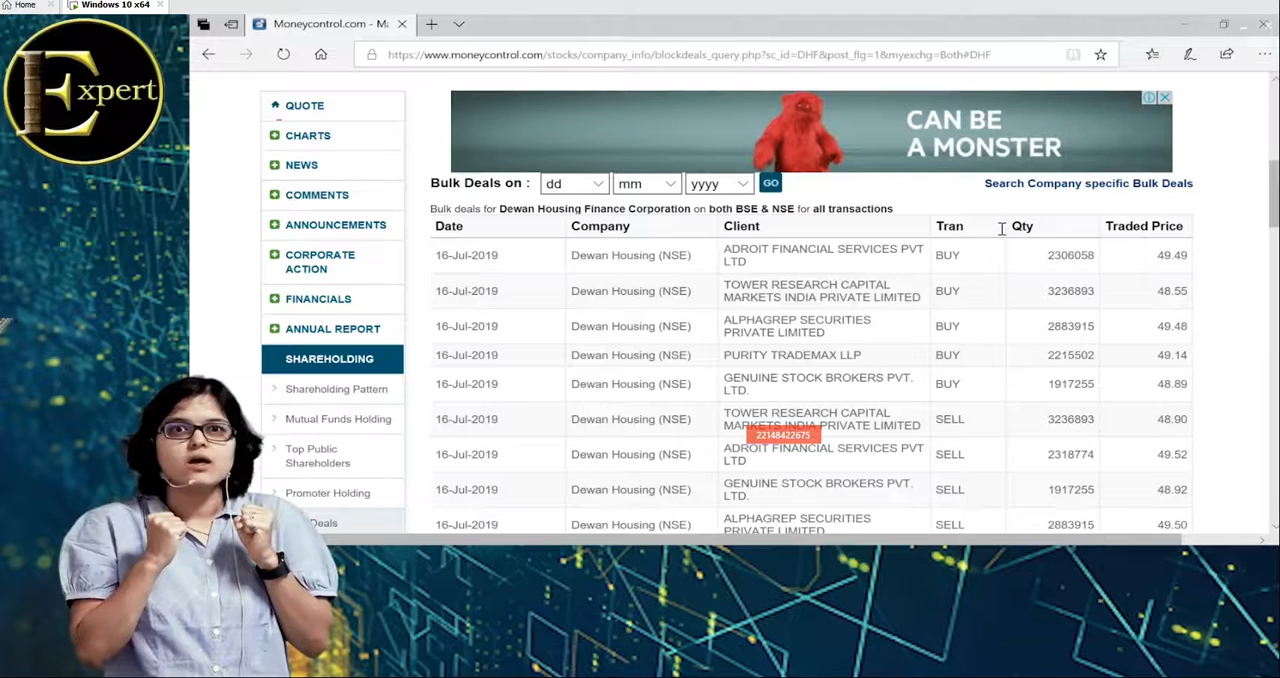 Home
Windows 10 x64
Expert
Moneycontrol.com - Ma
https://www.moneycontrol.com/stocks/company_info/blockdeals_query.php?sc_id=DHF&post_flg=1&myexchg=Both#DHF
QUOTE
CHARTS
NEWS
COMMENTS
ANNOUNCEMENTS
CORPORATE
ACTION
FINANCIALS
ANNUAL REPORT
SHAREHOLDING
Shareholding Pattern
Mutual Funds Holding
Top Public
Shareholders
Promoter Holding
Deals
CAN BE
A MONSTER
Bulk Deals on : dd mm yyyy GO
Search Company specific Bulk Deals
Bulk deals for Dewan Housing Finance Corporation on both BSE & NSE for all transactions
Date Company Client Tran Qty Traded Price
16-Jul-2019 Dewan Housing (NSE) ADROIT FINANCIAL SERVICES PVT
LTD BUY 2306058 49.49
16-Jul-2019 Dewan Housing (NSE) TOWER RESEARCH CAPITAL
MARKETS INDIA PRIVATE LIMITED BUY 3236893 48.55
16-Jul-2019 Dewan Housing (NSE) ALPHAGREP SECURITIES
PRIVATE LIMITED BUY 2883915 49.48
16-Jul-2019 Dewan Housing (NSE) PURITY TRADEMAX LLP BUY 2215502 49.14
16-Jul-2019 Dewan Housing (NSE) GENUINE STOCK BROKERS PVT.
LTD. BUY 1917255 48.89
16-Jul-2019 Dewan Housing (NSE) TOWER RESEARCH CAPITAL
MARKETS INDIA PRIVATE LIMITED SELL 3236893 48.90
22148422675
16-Jul-2019 Dewan Housing (NSE) ADROIT FINANCIAL SERVICES PVT
LTD SELL 2318774 49.52
16-Jul-2019 Dewan Housing (NSE) GENUINE STOCK BROKERS PVT.
LTD. SELL 1917255 48.92
16-Jul-2019 Dewan Housing (NSE) ALPHAGREP SECURITIES
PRIVATE LIMITED SELL 2883915 49.50